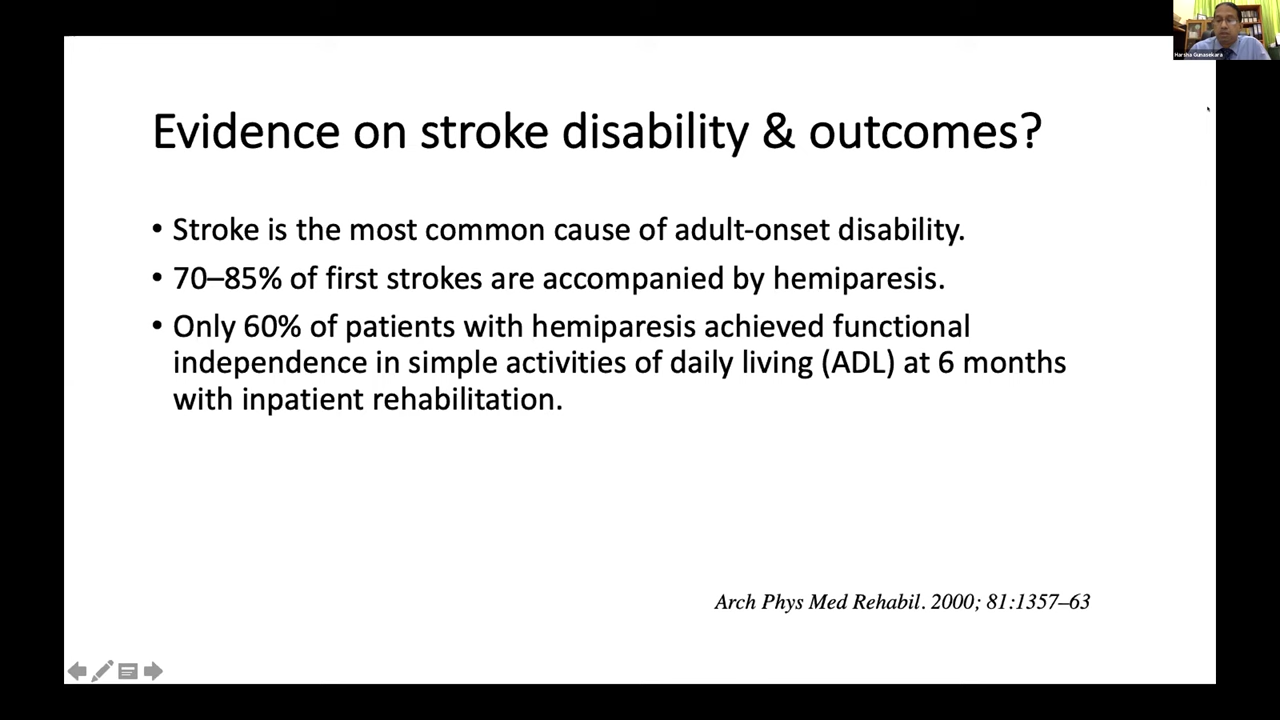 Harsha Gunasekara
Evidence on stroke disability & outcomes?
• Stroke is the most common cause of adult-onset disability.
• 70–85% of first strokes are accompanied by hemiparesis.
• Only 60% of patients with hemiparesis achieved functional
independence in simple activities of daily living (ADL) at 6 months
with inpatient rehabilitation.
Arch Phys Med Rehabil. 2000; 81:1357–63